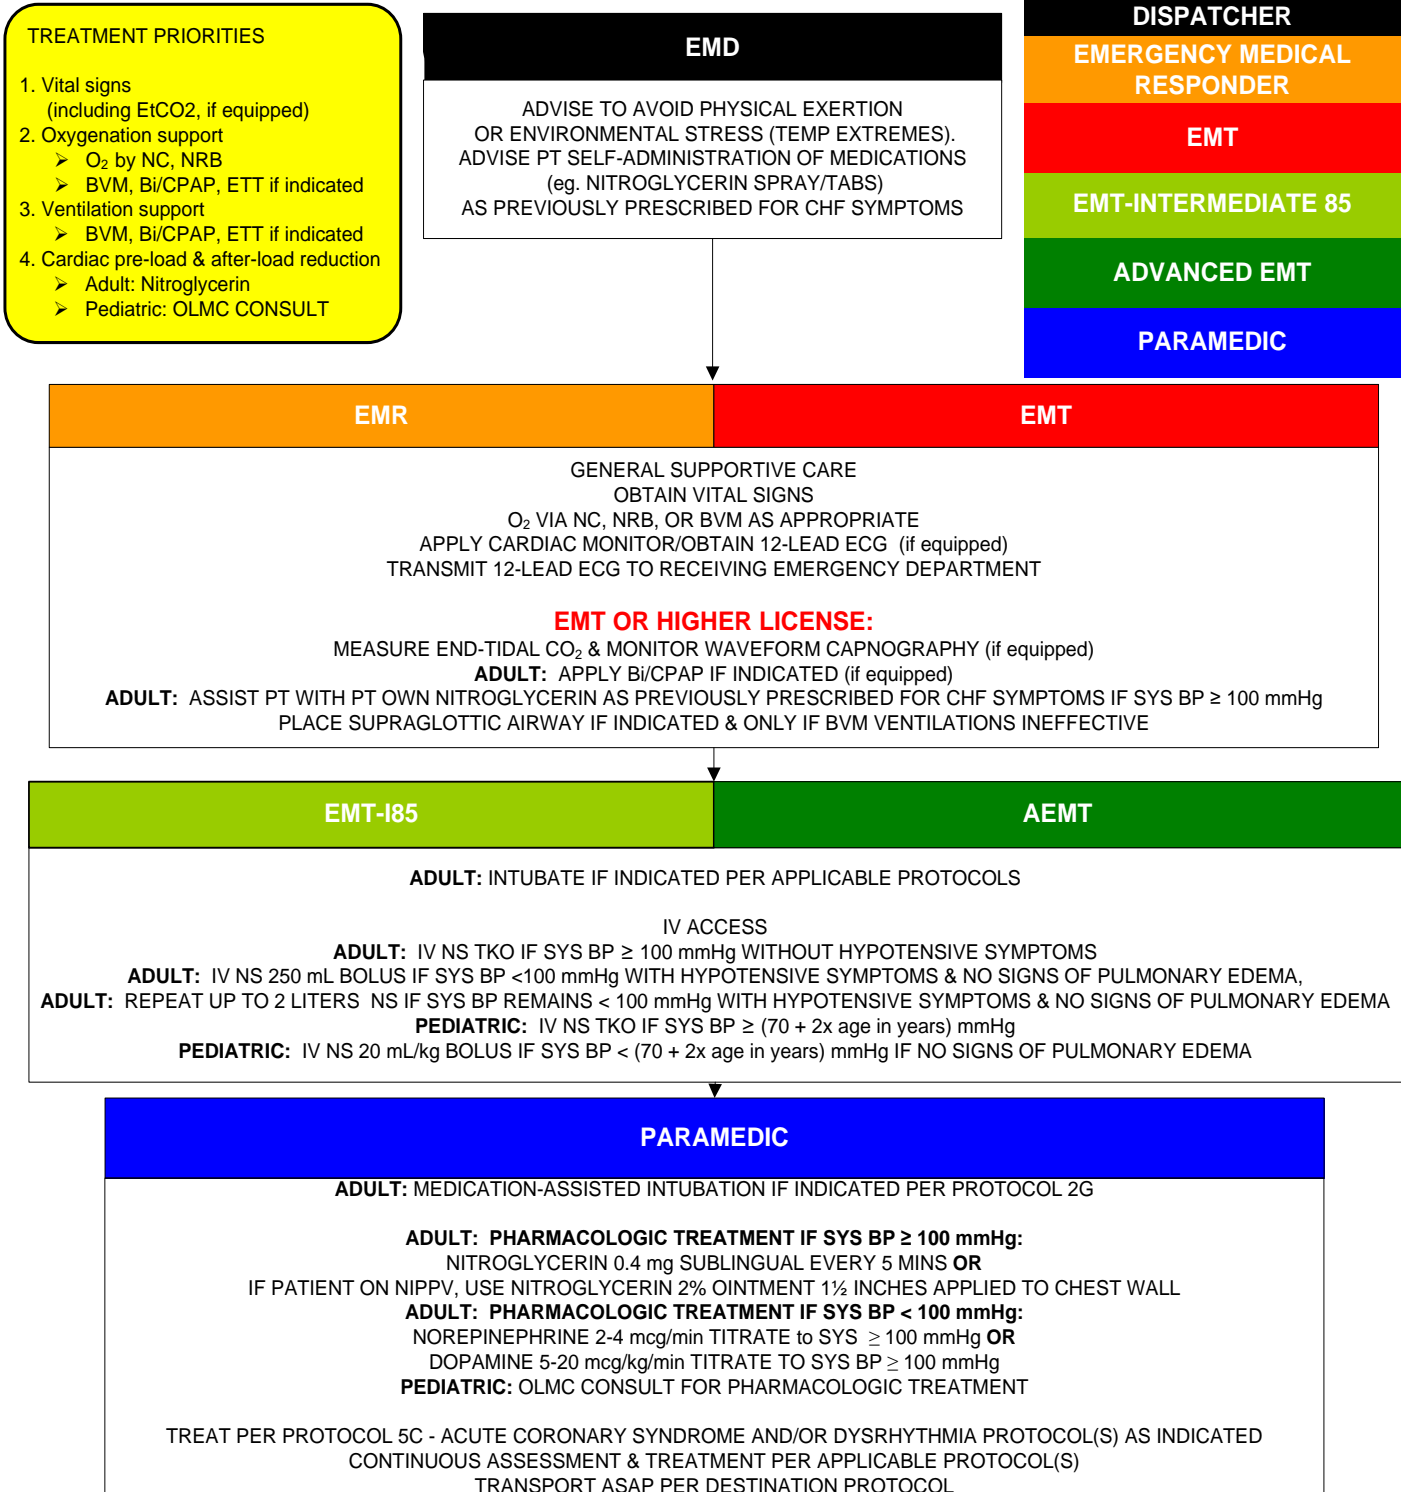 TREATMENT PRIORITIES
1. Vital signs
(including EtCO2, if equipped)
2. Oxygenation support
➢ O₂ by NC, NRB
➢ BVM, Bi/CPAP, ETT if indicated
3. Ventilation support
➢ BVM, Bi/CPAP, ETT if indicated
4. Cardiac pre-load & after-load reduction
➢ Adult: Nitroglycerin
➢ Pediatric: OLMC CONSULT
EMD
ADVISE TO AVOID PHYSICAL EXERTION
OR ENVIRONMENTAL STRESS (TEMP EXTREMES).
ADVISE PT SELF-ADMINISTRATION OF MEDICATIONS
(eg. NITROGLYCERIN SPRAY/TABS)
AS PREVIOUSLY PRESCRIBED FOR CHF SYMPTOMS
DISPATCHER
EMERGENCY MEDICAL
RESPONDER
EMT
EMT-INTERMEDIATE 85
ADVANCED EMT
PARAMEDIC
EMR
EMT
GENERAL SUPPORTIVE CARE
OBTAIN VITAL SIGNS
O₂ VIA NC, NRB, OR BVM AS APPROPRIATE
APPLY CARDIAC MONITOR/OBTAIN 12-LEAD ECG (if equipped)
TRANSMIT 12-LEAD ECG TO RECEIVING EMERGENCY DEPARTMENT
EMT OR HIGHER LICENSE:
MEASURE END-TIDAL CO₂ & MONITOR WAVEFORM CAPNOGRAPHY (if equipped)
ADULT: APPLY Bi/CPAP IF INDICATED (if equipped)
ADULT: ASSIST PT WITH PT OWN NITROGLYCERIN AS PREVIOUSLY PRESCRIBED FOR CHF SYMPTOMS IF SYS BP ≥ 100 mmHg
PLACE SUPRAGLOTTIC AIRWAY IF INDICATED & ONLY IF BVM VENTILATIONS INEFFECTIVE
EMT-I85
AEMT
ADULT: INTUBATE IF INDICATED PER APPLICABLE PROTOCOLS
IV ACCESS
ADULT: IV NS TKO IF SYS BP ≥ 100 mmHg WITHOUT HYPOTENSIVE SYMPTOMS
ADULT: IV NS 250 mL BOLUS IF SYS BP <100 mmHg WITH HYPOTENSIVE SYMPTOMS & NO SIGNS OF PULMONARY EDEMA,
ADULT: REPEAT UP TO 2 LITERS NS IF SYS BP REMAINS < 100 mmHg WITH HYPOTENSIVE SYMPTOMS & NO SIGNS OF PULMONARY EDEMA
PEDIATRIC: IV NS TKO IF SYS BP ≥ (70 + 2x age in years) mmHg
PEDIATRIC: IV NS 20 mL/kg BOLUS IF SYS BP < (70 + 2x age in years) mmHg IF NO SIGNS OF PULMONARY EDEMA
PARAMEDIC
ADULT: MEDICATION-ASSISTED INTUBATION IF INDICATED PER PROTOCOL 2G
ADULT: PHARMACOLOGIC TREATMENT IF SYS BP ≥ 100 mmHg:
NITROGLYCERIN 0.4 mg SUBLINGUAL EVERY 5 MINS OR
IF PATIENT ON NIPPV, USE NITROGLYCERIN 2% OINTMENT 1½ INCHES APPLIED TO CHEST WALL
ADULT: PHARMACOLOGIC TREATMENT IF SYS BP < 100 mmHg:
NOREPINEPHRINE 2-4 mcg/min TITRATE to SYS ≥ 100 mmHg OR
DOPAMINE 5-20 mcg/kg/min TITRATE TO SYS BP ≥ 100 mmHg
PEDIATRIC: OLMC CONSULT FOR PHARMACOLOGIC TREATMENT
TREAT PER PROTOCOL 5C - ACUTE CORONARY SYNDROME AND/OR DYSRHYTHMIA PROTOCOL(S) AS INDICATED
CONTINUOUS ASSESSMENT & TREATMENT PER APPLICABLE PROTOCOL(S)
TRANSPORT ASAP PER DESTINATION PROTOCOL